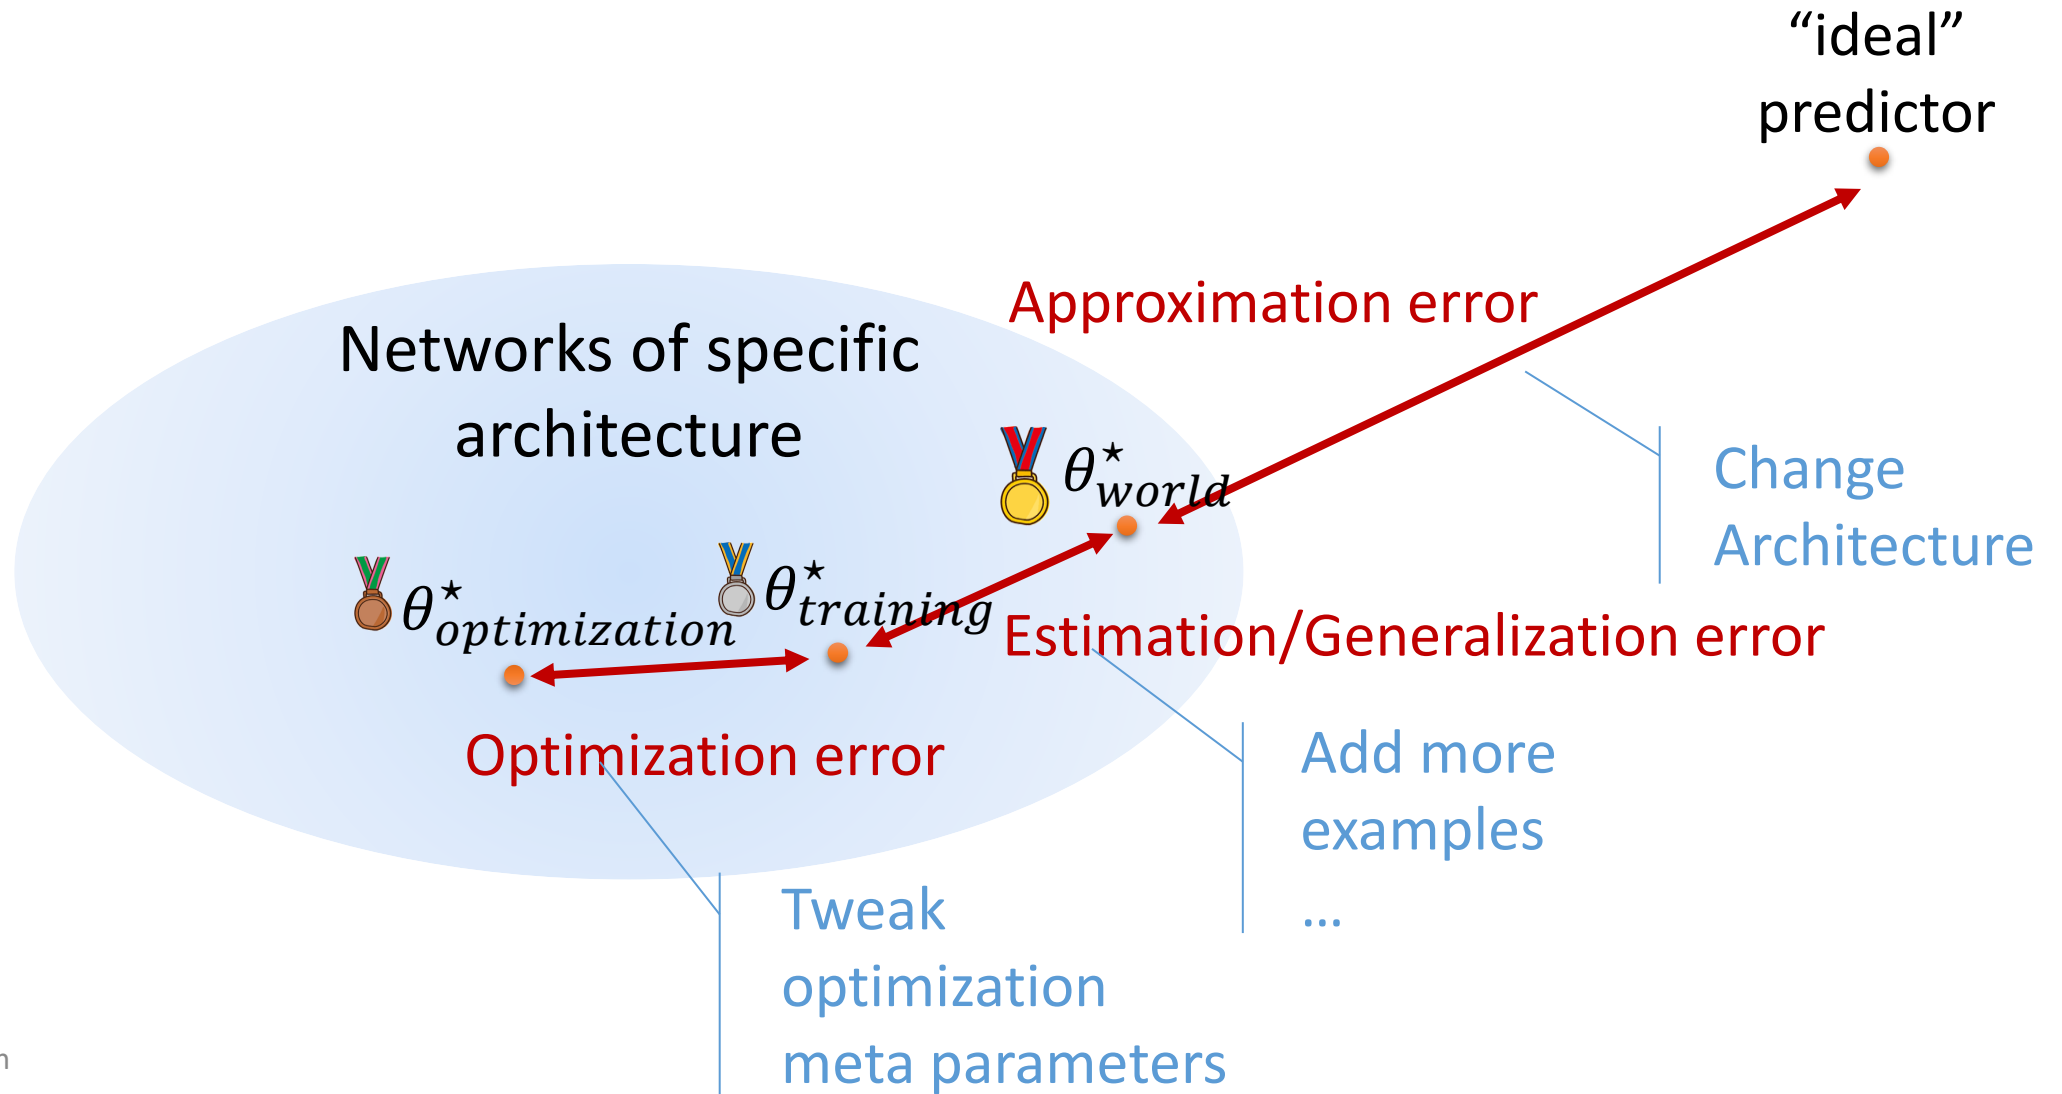 “ideal”
predictor
Approximation error
Networks of specific
architecture
θ⋆world
Change
Architecture
θ⋆optimization
θ⋆training
Estimation/Generalization error
Optimization error
Add more
examples
...
Tweak
optimization
meta parameters